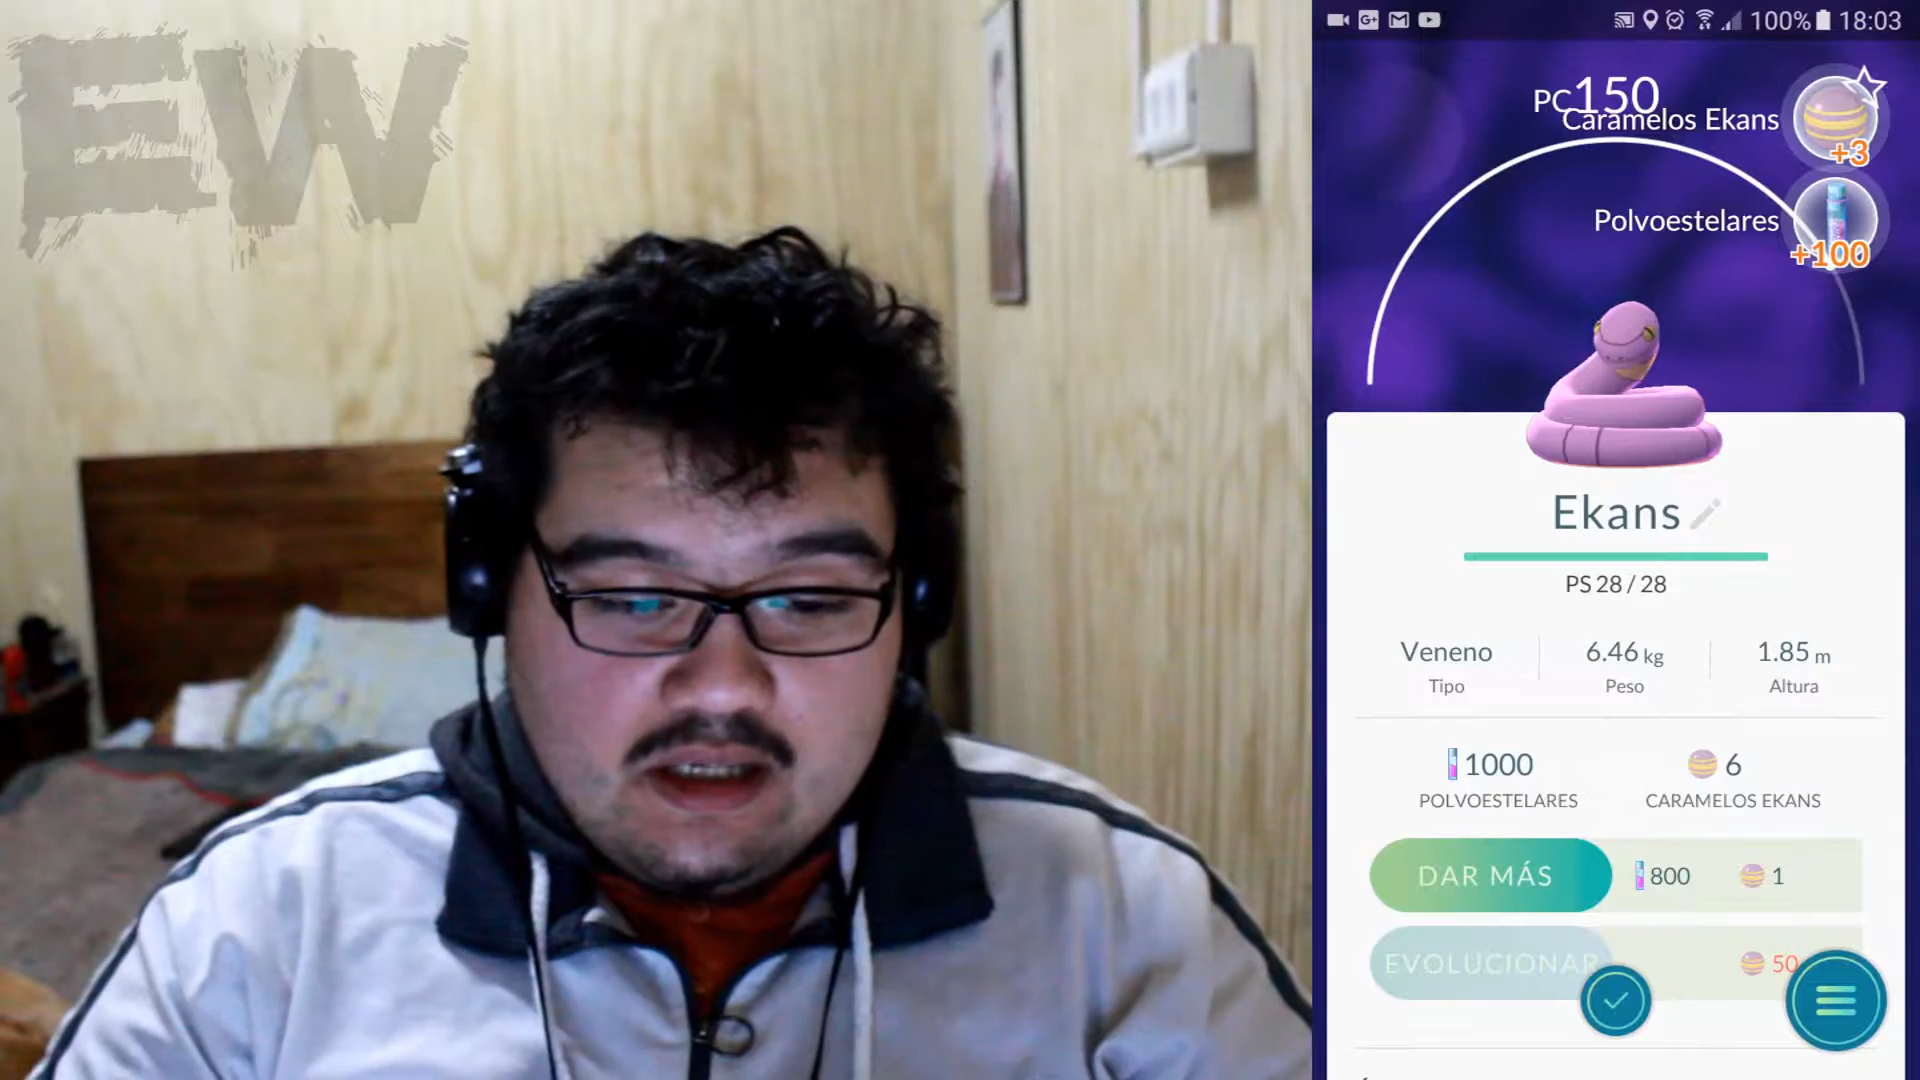 EW
G+
100% 18:03
PC150
Caramelos Ekans
+3
Polvoestelares
+100
Ekans
PS 28 / 28
Veneno
Tipo
6.46 kg
Peso
1.85 m
Altura
1000
POLVOESTELARES
6
CARAMELOS EKANS
DAR MÁS
800
1
EVOLUCIONAR
50